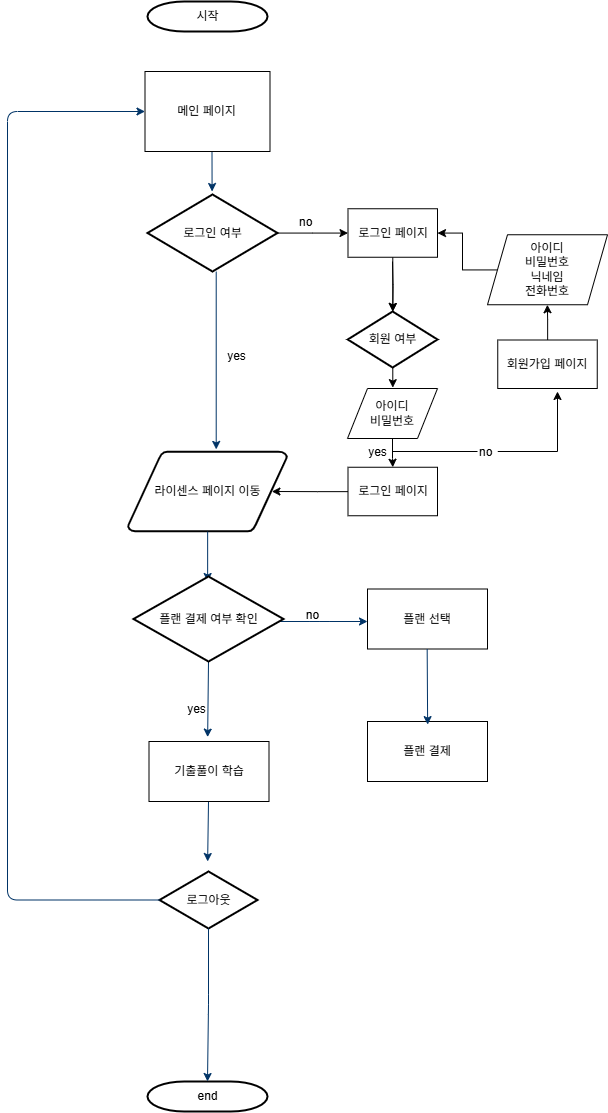 시작
메인 페이지
로그인 여부
no
로그인 페이지
아이디
비밀번호
닉네임
전화번호
회원 여부
yes
회원가입 페이지
아이디
비밀번호
yes
no
라이센스 페이지 이동
로그인 페이지
플랜 결제 여부 확인
no
플랜 선택
yes
플랜 결제
기출풀이 학습
로그아웃
end